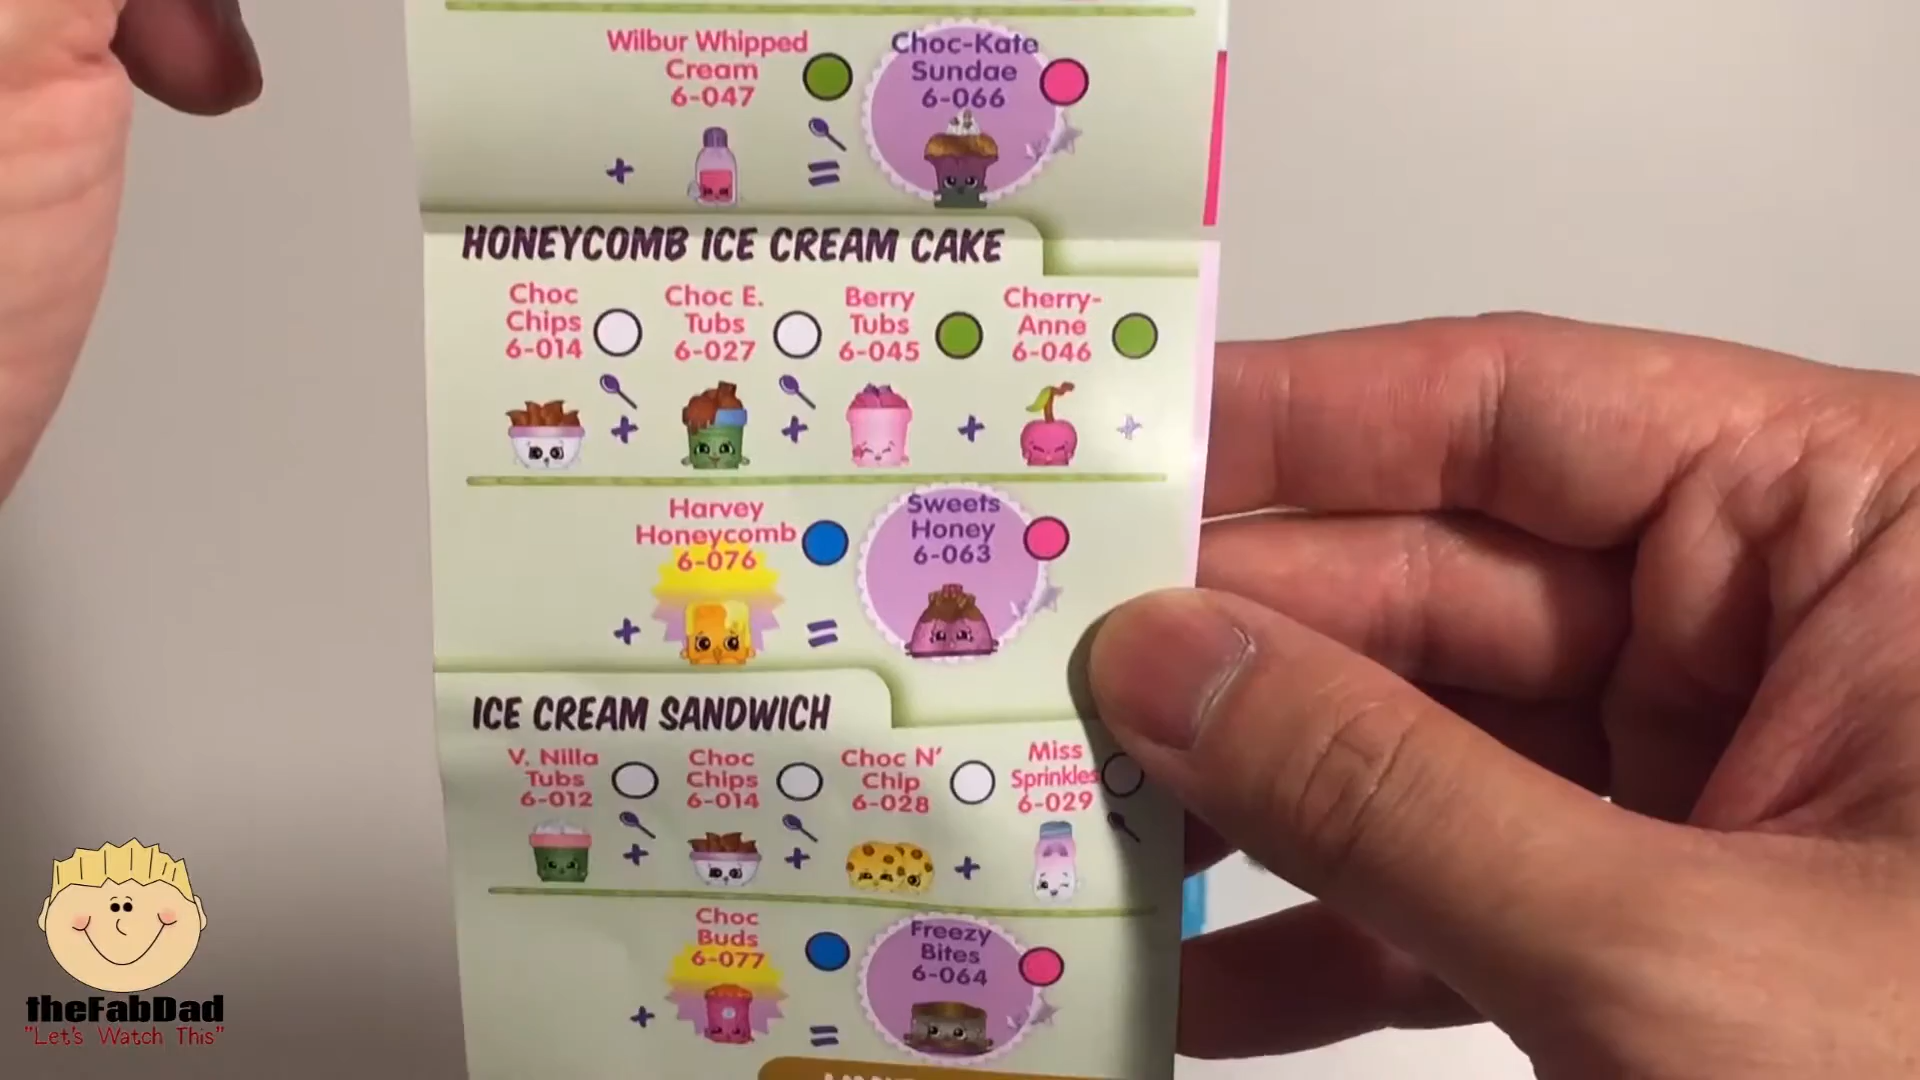 Wilbur Whipped
Cream
6-047
Choc-Kate
Sundae
6-066
+
=
HONEYCOMB ICE CREAM CAKE
Choc
Chips
6-014
Choc E.
Tubs
6-027
Berry
Tubs
6-045
Cherry-
Anne
6-046
+
+
+
+
Harvey
Honeycomb
6-076
Sweets
Honey
6-063
+
=
ICE CREAM SANDWICH
V. Nilla
Tubs
6-012
Choc
Chips
6-014
Choc N'
Chip
6-028
Miss
Sprinkles
6-029
+
+
+
Choc
Buds
6-077
Freezy
Bites
6-064
+
=
theFabDad
"Let's Watch This"